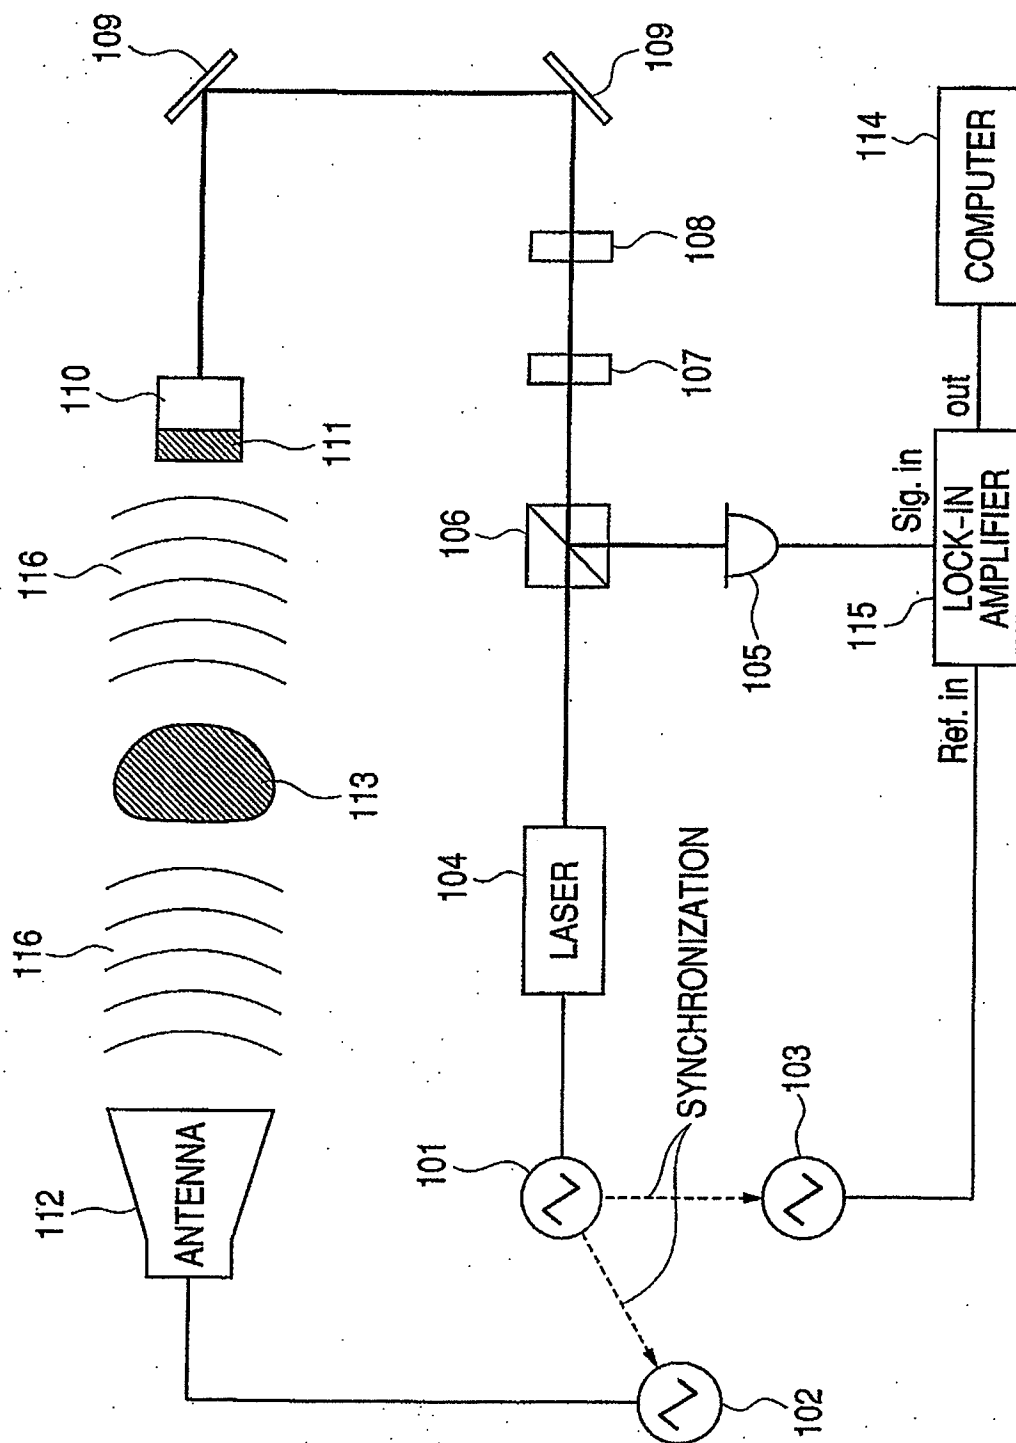 109
109
110
111
116
108
107
114
COMPUTER
out
106
Sig. in
LOCK-IN
AMPLIFIER
115
105
Ref. in
113
116
104
LASER
SYNCHRONIZATION
103
101
112
ANTENNA
102